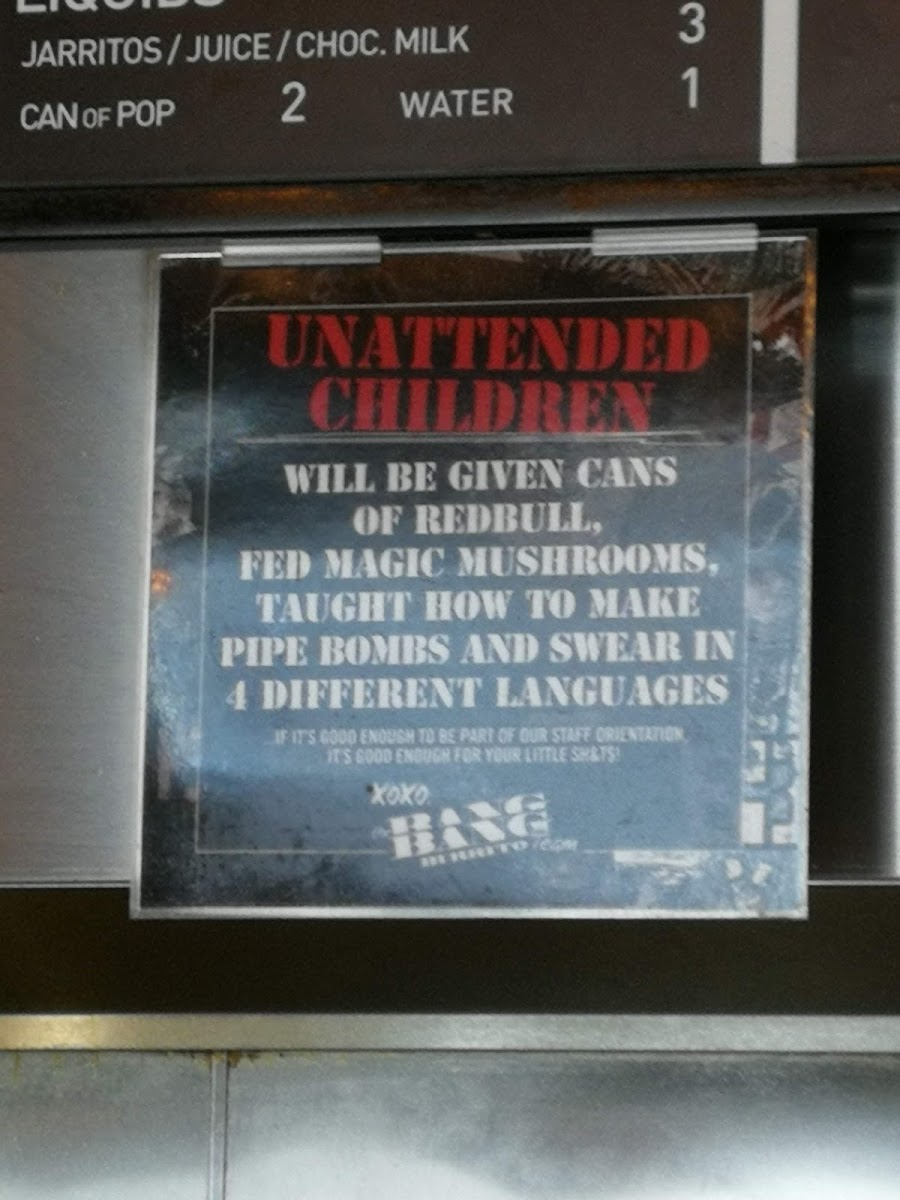 LIQUIDS
JARRITOS / JUICE / CHOC. MILK 3
CAN OF POP 2 WATER 1
UNATTENDED
CHILDREN
WILL BE GIVEN CANS
OF REDBULL,
FED MAGIC MUSHROOMS,
TAUGHT HOW TO MAKE
PIPE BOMBS AND SWEAR IN
4 DIFFERENT LANGUAGES
IF IT'S GOOD ENOUGH TO BE PART OF OUR STAFF ORIENTATION,
IT'S GOOD ENOUGH FOR YOUR LITTLE SH&TS!
XOXO,
BANG
BANG
BURRITO